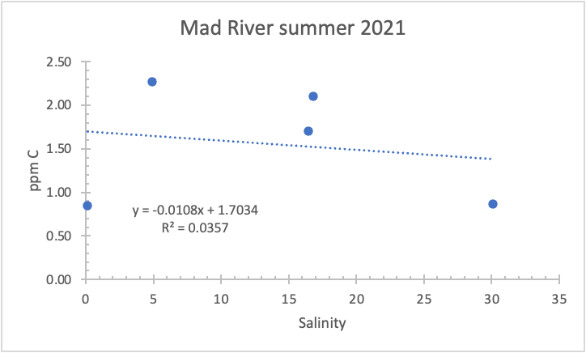 Mad River summer 2021
2.50
2.00
1.50
1.00
0.50
0.00
ppm C
y = -0.0108x + 1.7034
R² = 0.0357
0 5 10 15 20 25 30 35
Salinity